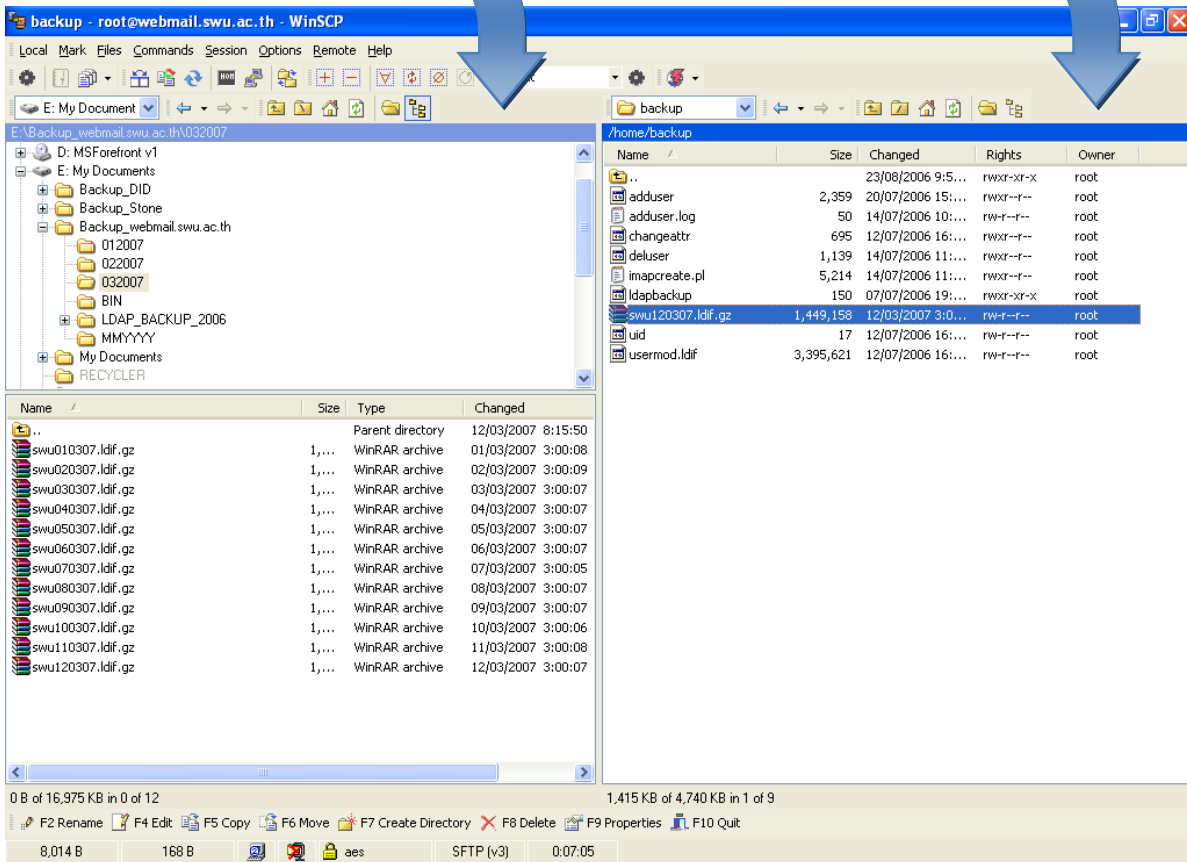 backup - root@webmail.swu.ac.th - WinSCP
Local Mark Files Commands Session Options Remote Help
E: My Document
backup
E:\Backup_webmail.swu.ac.th\032007
D: MSForefront v1
E: My Documents
Backup_DID
Backup_Stone
Backup_webmail.swu.ac.th
012007
022007
032007
BIN
LDAP_BACKUP_2006
MMYYYY
My Documents
RECYCLER
Name Size Type Changed
.. Parent directory 12/03/2007 8:15:50
swu010307.ldif.gz 1,... WinRAR archive 01/03/2007 3:00:08
swu020307.ldif.gz 1,... WinRAR archive 02/03/2007 3:00:09
swu030307.ldif.gz 1,... WinRAR archive 03/03/2007 3:00:07
swu040307.ldif.gz 1,... WinRAR archive 04/03/2007 3:00:07
swu050307.ldif.gz 1,... WinRAR archive 05/03/2007 3:00:07
swu060307.ldif.gz 1,... WinRAR archive 06/03/2007 3:00:07
swu070307.ldif.gz 1,... WinRAR archive 07/03/2007 3:00:05
swu080307.ldif.gz 1,... WinRAR archive 08/03/2007 3:00:07
swu090307.ldif.gz 1,... WinRAR archive 09/03/2007 3:00:07
swu100307.ldif.gz 1,... WinRAR archive 10/03/2007 3:00:06
swu110307.ldif.gz 1,... WinRAR archive 11/03/2007 3:00:08
swu120307.ldif.gz 1,... WinRAR archive 12/03/2007 3:00:07
0 B of 16,975 KB in 0 of 12
/home/backup
Name Size Changed Rights Owner
.. 23/08/2006 9:5... rwxr-xr-x root
adduser 2,359 20/07/2006 15:... rwxr--r-- root
adduser.log 50 14/07/2006 10:... rw-r--r-- root
changeattr 695 12/07/2006 16:... rwxr--r-- root
deluser 1,139 14/07/2006 11:... rwxr--r-- root
imapcreate.pl 5,214 14/07/2006 11:... rwxr--r-- root
ldapbackup 150 07/07/2006 19:... rwxr-xr-x root
swu120307.ldif.gz 1,449,158 12/03/2007 3:0... rw-r--r-- root
uid 17 12/07/2006 16:... rw-r--r-- root
usermod.ldif 3,395,621 12/07/2006 16:... rw-r--r-- root
1,415 KB of 4,740 KB in 1 of 9
F2 Rename F4 Edit F5 Copy F6 Move F7 Create Directory F8 Delete F9 Properties F10 Quit
8,014 B 168 B aes SFTP (v3) 0:07:05